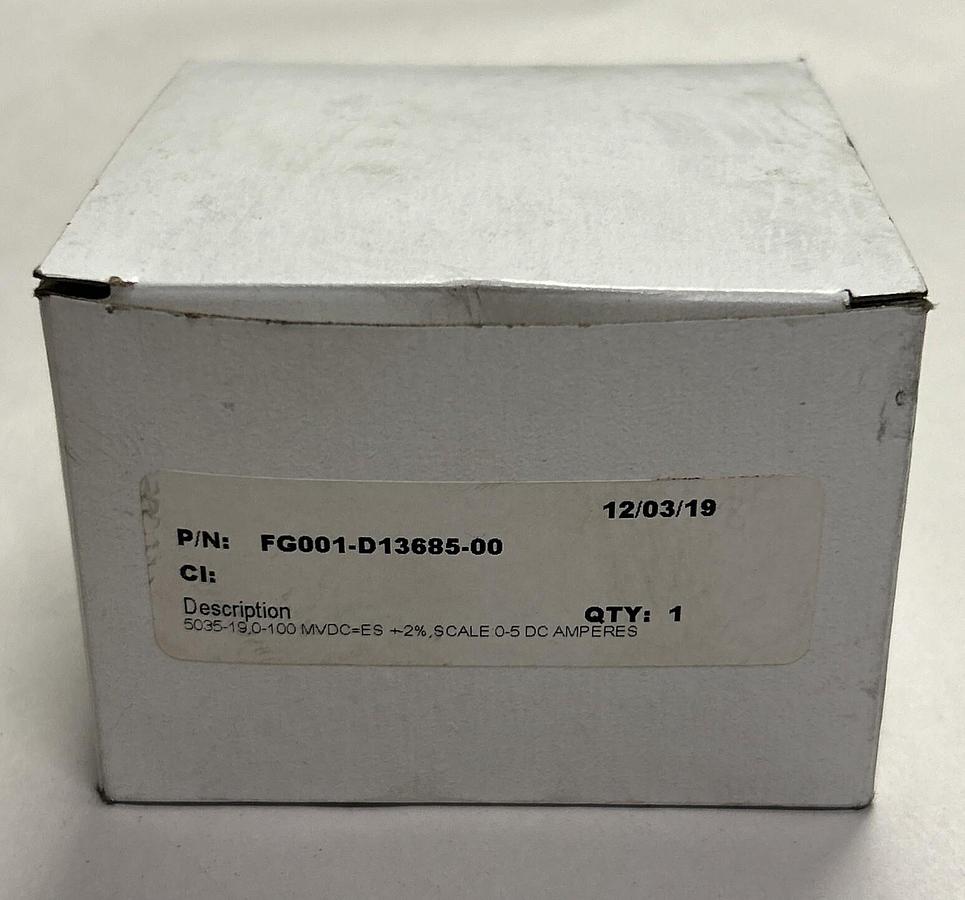 12/03/19
P/N: FG001-D13685-00
CI:
Description
QTY: 1
5035-19,0-100 MVDC=ES +-2%,SCALE:0-5 DC AMPERES